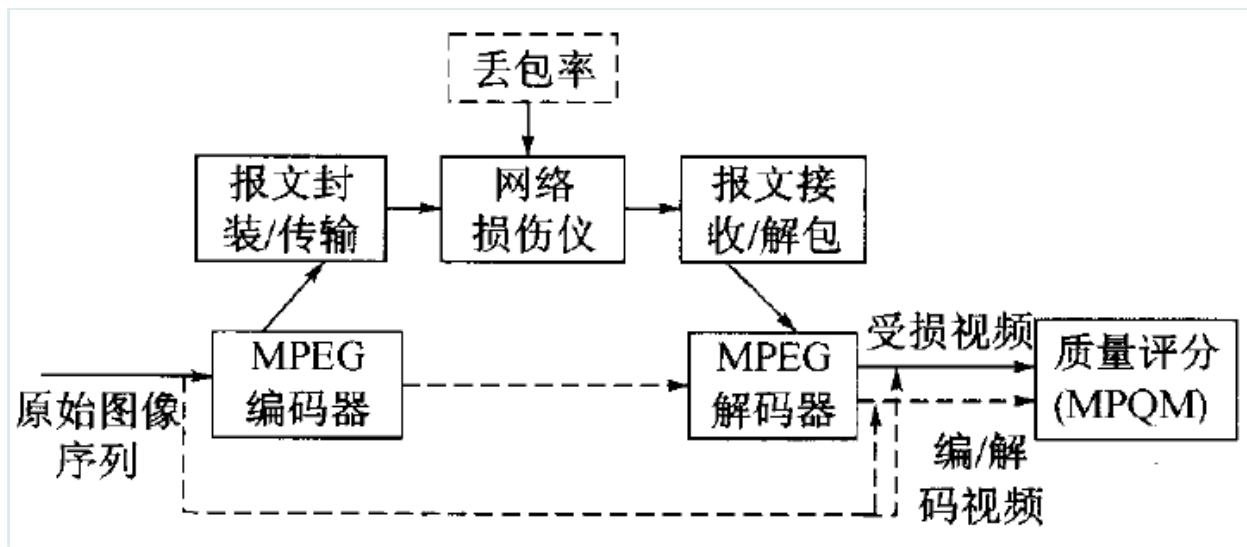 丢包率
报文封
装/传输
网络
损伤仪
报文接
收/解包
MPEG
编码器
MPEG
解码器
受损视频
质量评分
(MPQM)
原始图像
序列
编/解
码视频